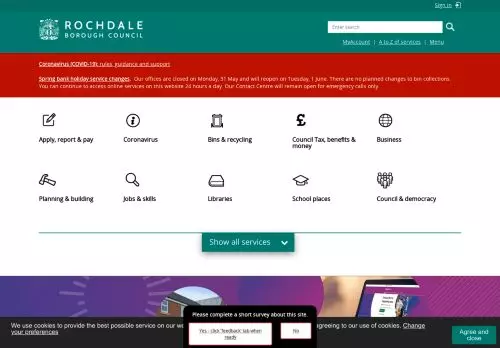 Sign in
ROCHDALE
BOROUGH COUNCIL
Enter search
MyAccount | A to Z of services | Menu
Coronavirus (COVID-19): rules, guidance and support
Spring bank holiday service changes. Our offices are closed on Monday, 31 May and will reopen on Tuesday, 1 June. There are no planned changes to bin collections.
You can continue to access online services on this website 24 hours a day. Our Contact Centre will remain open for emergency calls only.
Apply, report & pay
Coronavirus
Bins & recycling
Council Tax, benefits &
money
Business
Planning & building
Jobs & skills
Libraries
School places
Council & democracy
Show all services
Please complete a short survey about this site.
Yes - click 'feedback' tab when
ready
No
We use cookies to provide the best possible service on our we
agreeing to our use of cookies. Change
your preferences
Agree and
close